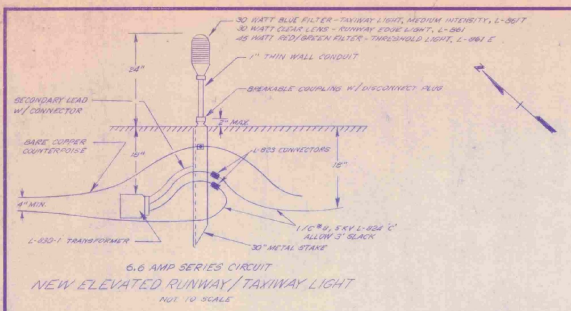 30 WATT BLUE FILTER - TAXIWAY LIGHT, MEDIUM INTENSITY, L-861T
30 WATT CLEAR LENS - RUNWAY EDGE LIGHT, L-861
45 WATT RED/GREEN FILTER - THRESHOLD LIGHT, L-861 E
1" THIN WALL CONDUIT
24"
BREAKABLE COUPLING W/ DISCONNECT PLUG
SECONDARY LEAD
W/ CONNECTOR
2" MAX
BARE COPPER
COUNTERPOISE
L-823 CONNECTORS
18"
4" MIN.
1/C #8, 5 KV L-824 'C'
ALLOW 3' SLACK
L-830-1 TRANSFORMER
30" METAL STAKE
6.6 AMP SERIES CIRCUIT
NEW ELEVATED RUNWAY/TAXIWAY LIGHT
NOT TO SCALE